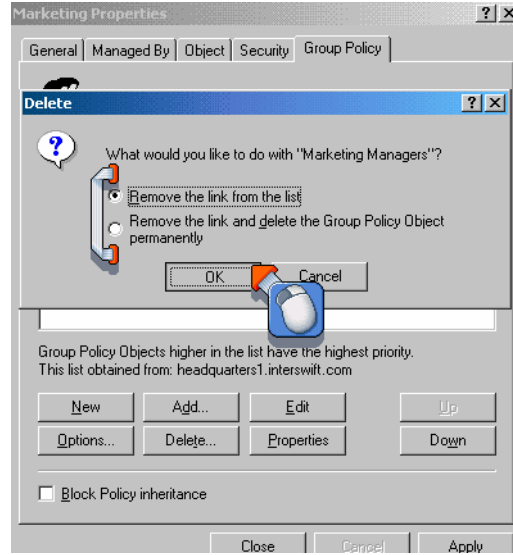 Marketing Properties
General
Managed By
Object
Security
Group Policy
Delete
What would you like to do with "Marketing Managers"?
Remove the link from the list
Remove the link and delete the Group Policy Object
permanently
OK
Cancel
Group Policy Objects higher in the list have the highest priority.
This list obtained from: headquarters1.interswift.com
New
Add...
Edit
Up
Options...
Delete...
Properties
Down
Block Policy inheritance
Close
Cancel
Apply